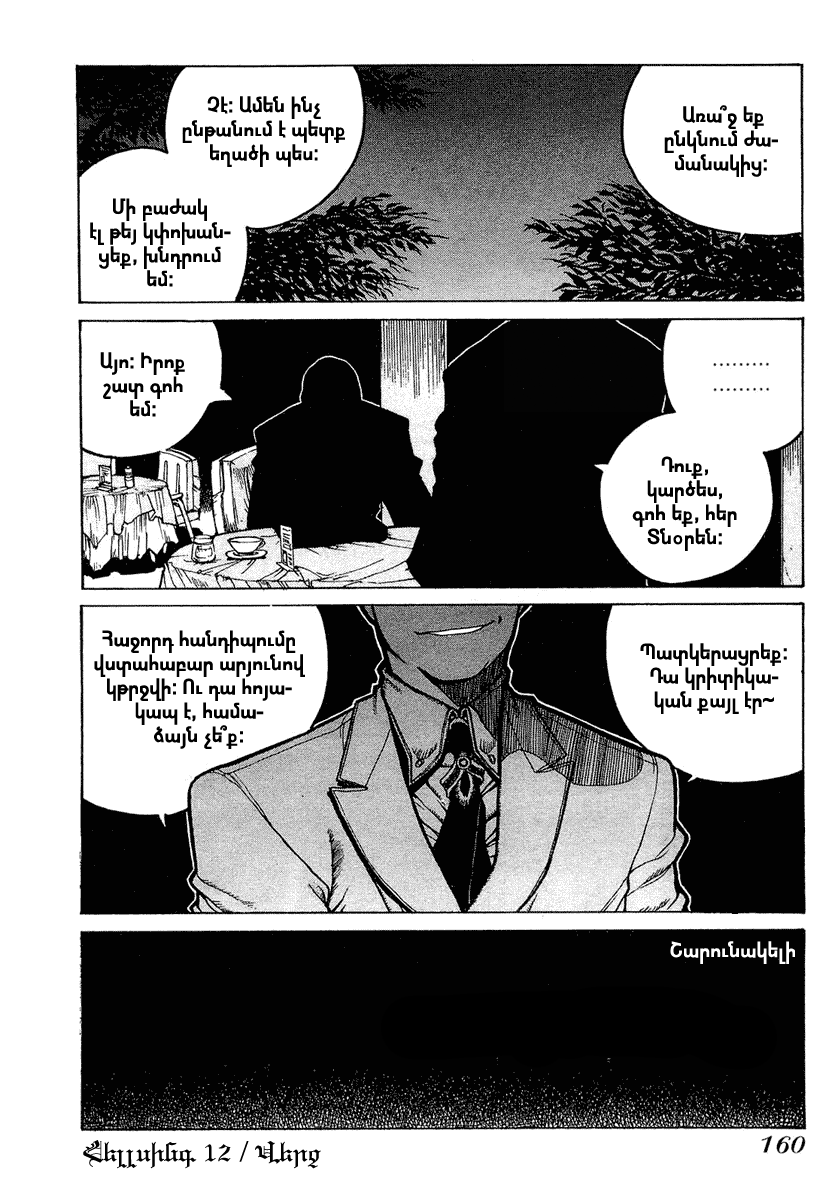 Առա՞ջ եք
ընկնում ժա-
մանակից:
Չէ: Ամեն ինչ
ընթանում է պետք
եղածի պես:
Մի բաժակ
էլ թեյ կփոխան-
ցեք, խնդրում
եմ:
………
………
Դուք,
կարծես,
գոհ եք, հեր
Տնօրեն:
Այո: Իրոք
շատ գոհ
եմ:
Պատկերացրեք:
Դա կրիտիկա-
կան քայլ էր~
Հաջորդ հանդիպումը
վստահաբար արյունով
կթրջվի: Ու դա հոյա-
կապ է, համա-
ձայն չե՞ք:
Շարունակելի
Հելլսինգ 12 / Վերջ
160